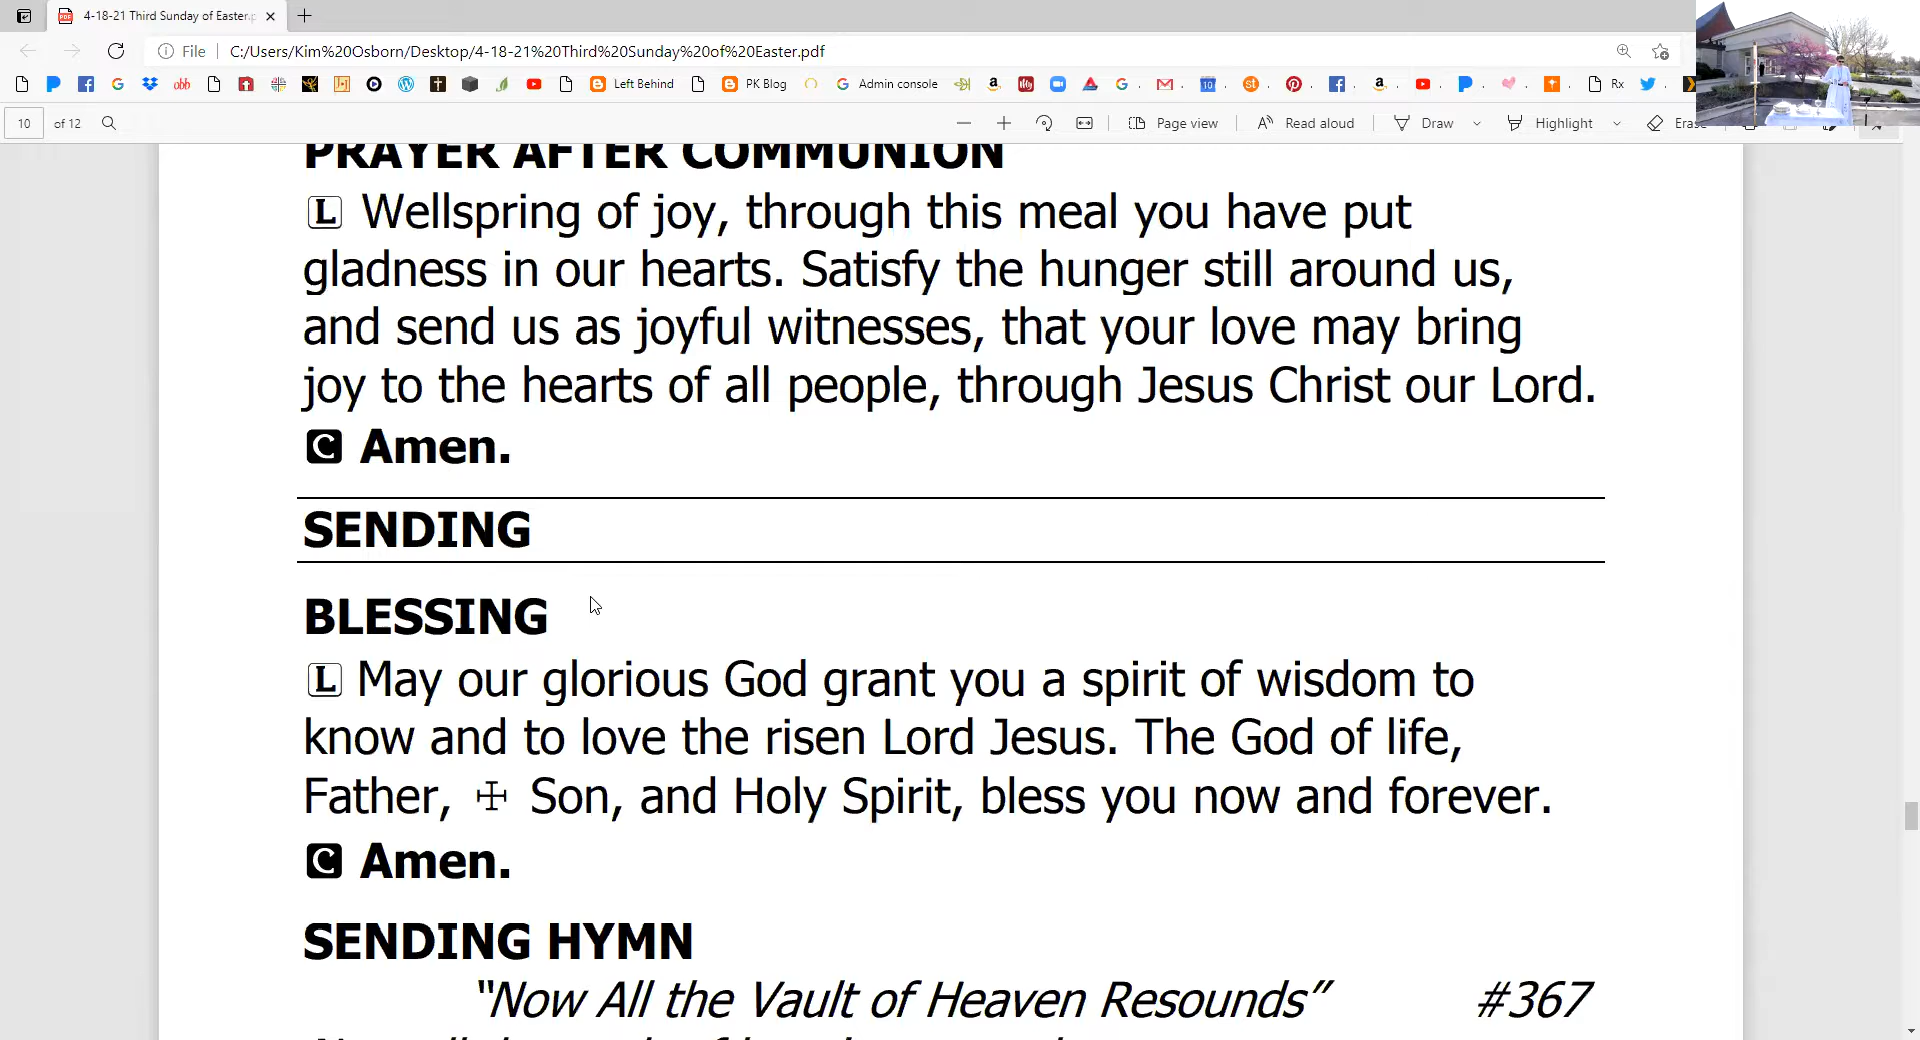 4-18-21 Third Sunday of Easter.p
File C:/Users/Kim%20Osborn/Desktop/4-18-21%20Third%20Sunday%20of%20Easter.pdf
abb Left Behind PK Blog Admin console Rx
10 of 12 Page view Read aloud Draw Highlight Erase
PRAYER AFTER COMMUNION
L Wellspring of joy, through this meal you have put
gladness in our hearts. Satisfy the hunger still around us,
and send us as joyful witnesses, that your love may bring
joy to the hearts of all people, through Jesus Christ our Lord.
C Amen.
SENDING
BLESSING
L May our glorious God grant you a spirit of wisdom to
know and to love the risen Lord Jesus. The God of life,
Father, ☩ Son, and Holy Spirit, bless you now and forever.
C Amen.
SENDING HYMN
“Now All the Vault of Heaven Resounds” #367